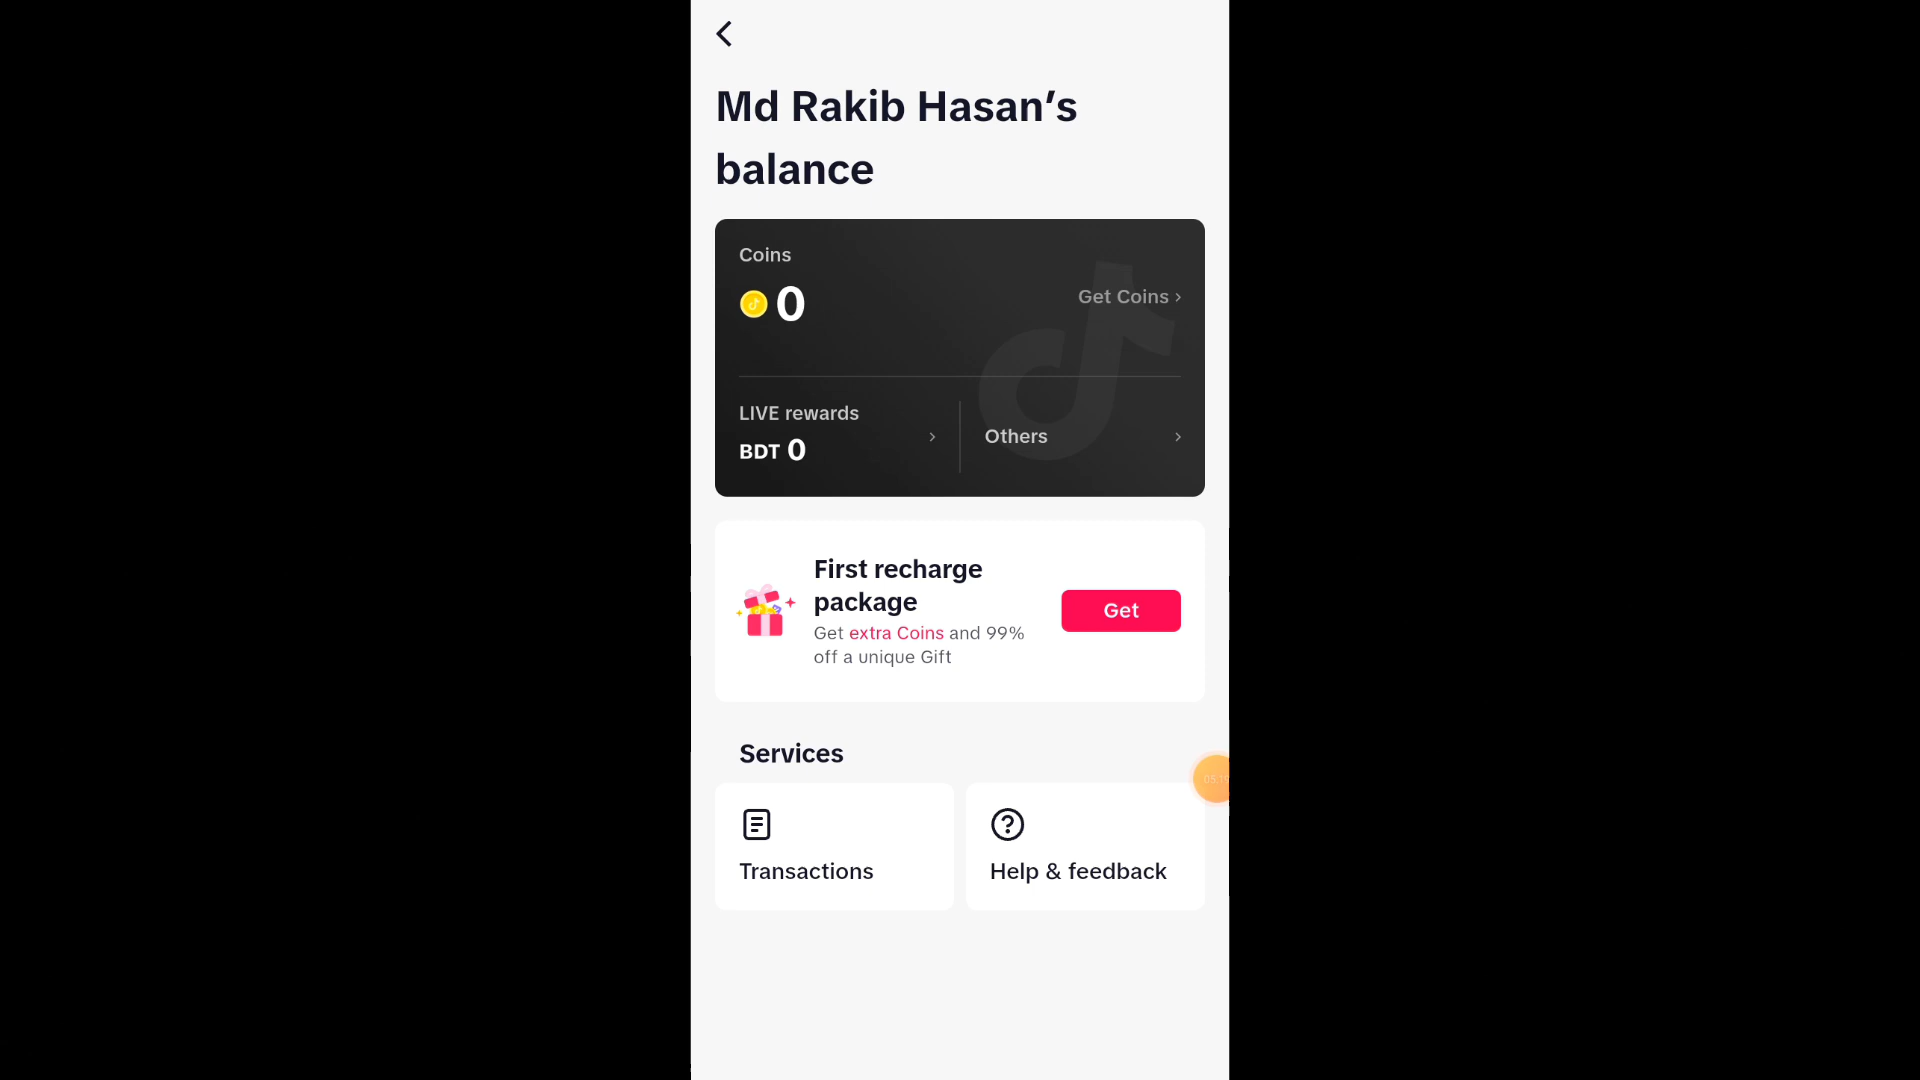 Md Rakib Hasan’s
balance
Coins
0
Get Coins
LIVE rewards
BDT 0
Others
First recharge
package
Get extra Coins and 99%
off a unique Gift
Get
Services
Transactions
Help & feedback